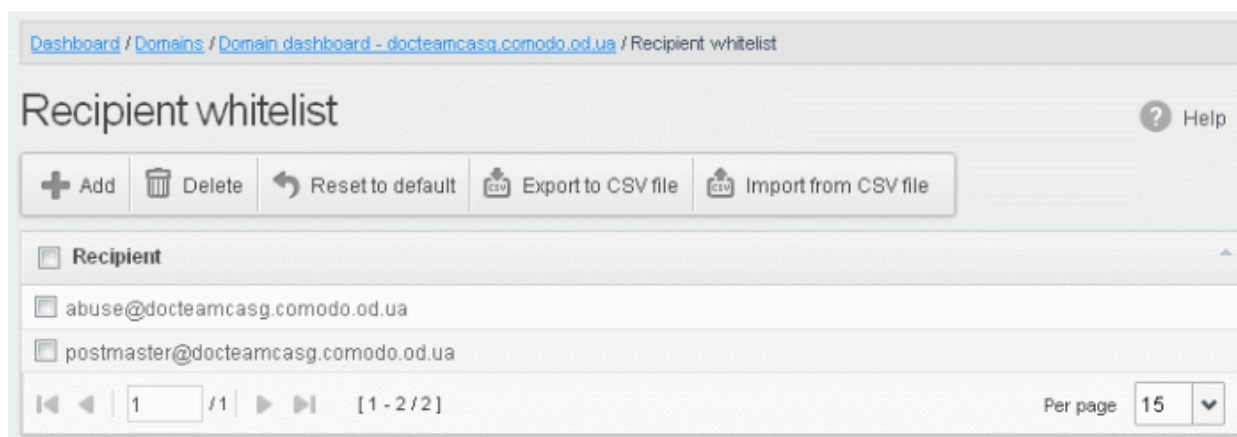 Dashboard / Domains / Domain dashboard - docteamcasg.comodo.od.ua / Recipient whitelist
Recipient whitelist
Help
Add Delete Reset to default CSV Export to CSV file CSV Import from CSV file
Recipient
abuse@docteamcasg.comodo.od.ua
postmaster@docteamcasg.comodo.od.ua
1 /1 [1 - 2 / 2] Per page 15